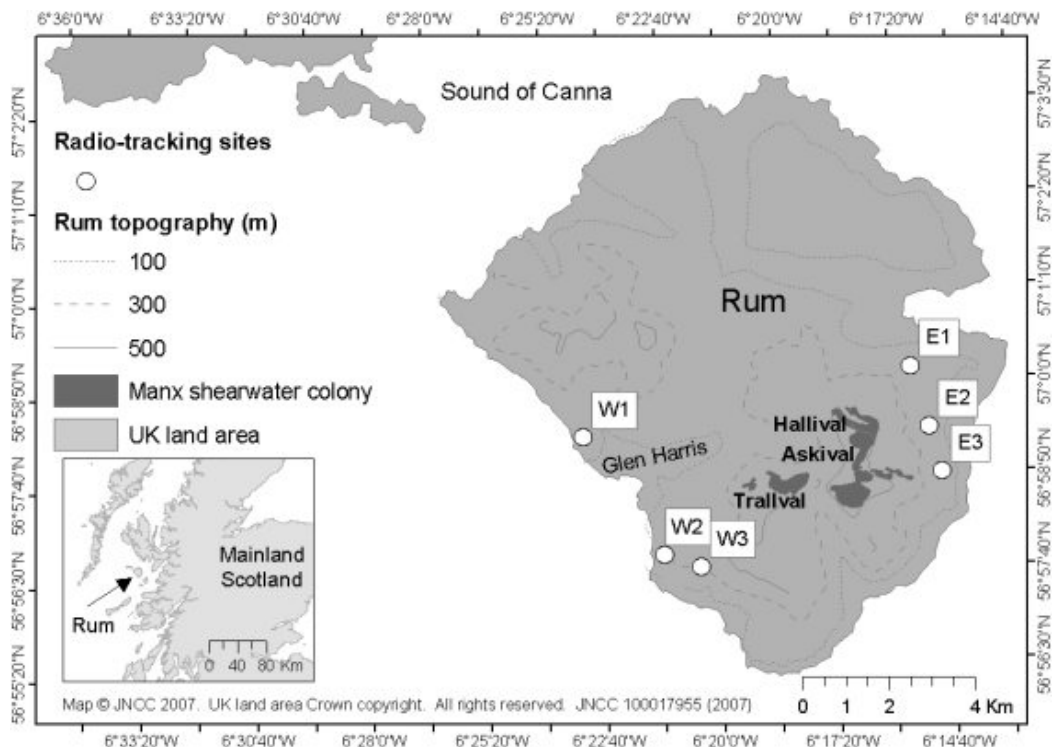 6°36'0"W 6°33'20"W 6°30'40"W 6°28'0"W 6°25'20"W 6°22'40"W 6°20'0"W 6°17'20"W 6°14'40"W
57°2'20"N
57°1'10"N
57°0'0"N
56°58'50"N
56°57'40"N
56°56'30"N
56°55'20"N
Sound of Canna
Radio-tracking sites
Rum topography (m)
100
300
500
Manx shearwater colony
UK land area
Mainland
Scotland
Rum
0 40 80 Km
Rum
E1
E2
E3
W1
Glen Harris
Hallival
Askival
Trallval
W2
W3
0 1 2 4 Km
Map © JNCC 2007. UK land area Crown copyright. All rights reserved. JNCC 100017955 {2007}
57°3'30"N
57°2'20"N
57°1'10"N
57°0'0"N
56°58'50"N
56°57'40"N
56°56'30"N
6°33'20"W 6°30'40"W 6°28'0"W 6°25'20"W 6°22'40"W 6°20'0"W 6°17'20"W 6°14'40"W